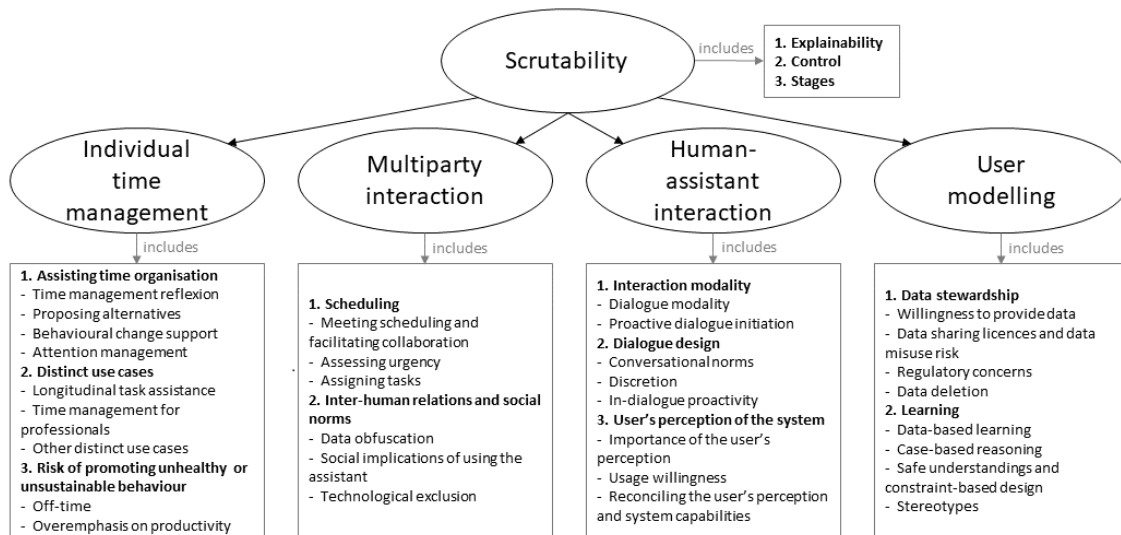 Scrutability
includes
1. Explainability
2. Control
3. Stages
Individual
time
management
includes
1. Assisting time organisation
- Time management reflexion
- Proposing alternatives
- Behavioural change support
- Attention management
2. Distinct use cases
- Longitudinal task assistance
- Time management for
professionals
- Other distinct use cases
3. Risk of promoting unhealthy or
unsustainable behaviour
- Off-time
- Overemphasis on productivity
Multiparty
interaction
includes
1. Scheduling
- Meeting scheduling and
facilitating collaboration
- Assessing urgency
- Assigning tasks
2. Inter-human relations and social
norms
- Data obfuscation
- Social implications of using the
assistant
- Technological exclusion
Human-
assistant
interaction
includes
1. Interaction modality
- Dialogue modality
- Proactive dialogue initiation
2. Dialogue design
- Conversational norms
- Discretion
- In-dialogue proactivity
3. User's perception of the system
- Importance of the user's
perception
- Usage willingness
- Reconciling the user's perception
and system capabilities
User
modelling
includes
1. Data stewardship
- Willingness to provide data
- Data sharing licences and data
misuse risk
- Regulatory concerns
- Data deletion
2. Learning
- Data-based learning
- Case-based reasoning
- Safe understandings and
constraint-based design
- Stereotypes